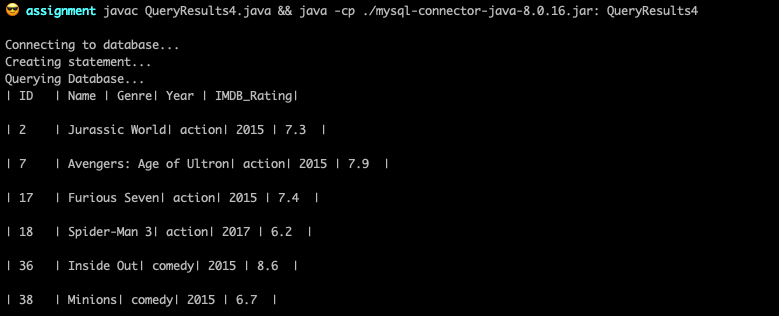 😎 assignment javac QueryResults4.java && java -cp ./mysql-connector-java-8.0.16.jar: QueryResults4
Connecting to database...
Creating statement...
Querying Database...
| ID   | Name | Genre| Year | IMDB_Rating|
| 2    | Jurassic World| action| 2015 | 7.3  |
| 7    | Avengers: Age of Ultron| action| 2015 | 7.9  |
| 17   | Furious Seven| action| 2015 | 7.4  |
| 18   | Spider-Man 3| action| 2017 | 6.2  |
| 36   | Inside Out| comedy| 2015 | 8.6  |
| 38   | Minions| comedy| 2015 | 6.7  |